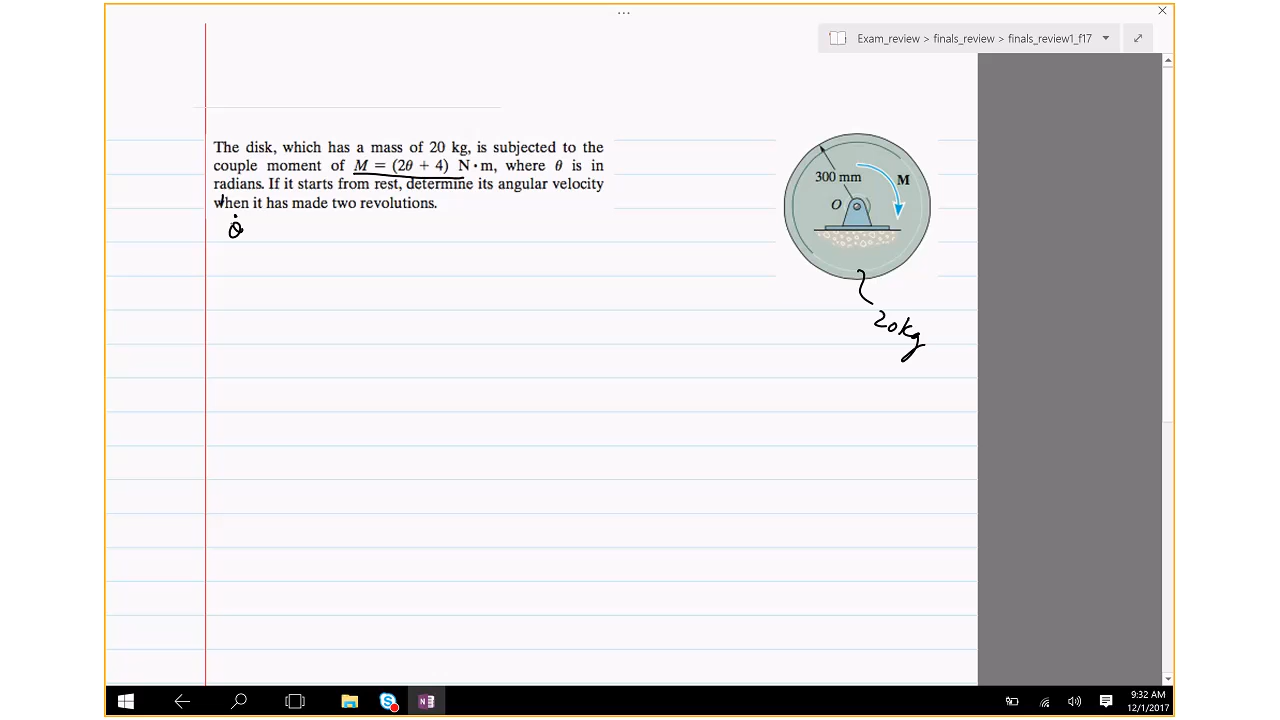 ...
Exam_review > finals_review > finals_review1_f17
The disk, which has a mass of 20 kg, is subjected to the
couple moment of M = (2θ + 4) N·m, where θ is in
radians. If it starts from rest, determine its angular velocity
when it has made two revolutions.
300 mm
M
O
20kg
9:32 AM
12/1/2017